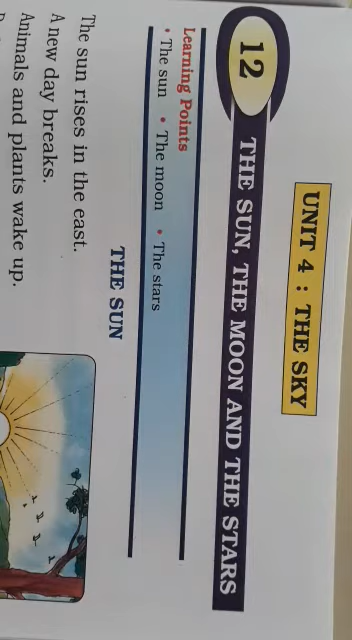 UNIT 4 : THE SKY
12 THE SUN, THE MOON AND THE STARS
Learning Points
• The sun • The moon • The stars
THE SUN
The sun rises in the east.
A new day breaks.
Animals and plants wake up.